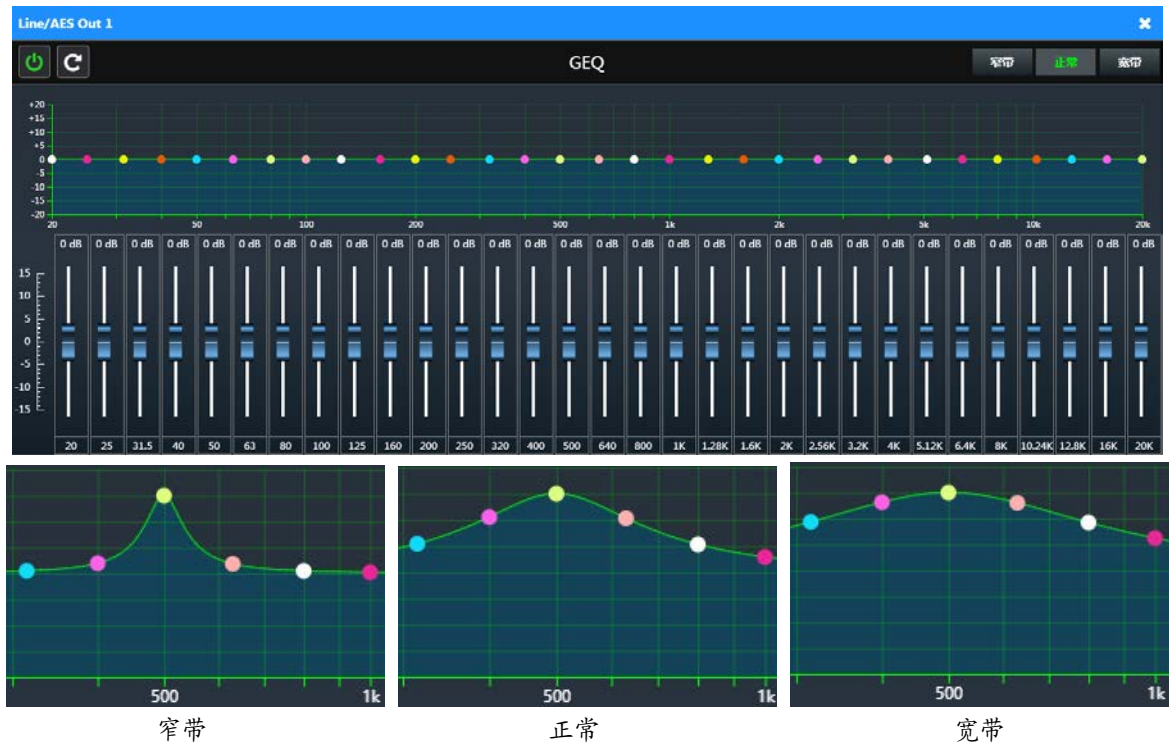 Line/AES Out 1
GEQ 窄带 正常 宽带
+20
+15
+10
+5
0
-5
-10
-15
-20
20 50 100 200 500 1k 2k 5k 10k 20k
0 dB 0 dB 0 dB 0 dB 0 dB 0 dB 0 dB 0 dB 0 dB 0 dB 0 dB 0 dB 0 dB 0 dB 0 dB 0 dB 0 dB 0 dB 0 dB 0 dB 0 dB 0 dB 0 dB 0 dB 0 dB 0 dB 0 dB 0 dB 0 dB 0 dB 0 dB
15
10
5
0
-5
-10
-15
20 25 31.5 40 50 63 80 100 125 160 200 250 320 400 500 640 800 1K 1.28K 1.6K 2K 2.56K 3.2K 4K 5.12K 6.4K 8K 10.24K 12.8K 16K 20K
500 1k 500 1k 500 1k
窄带 正常 宽带